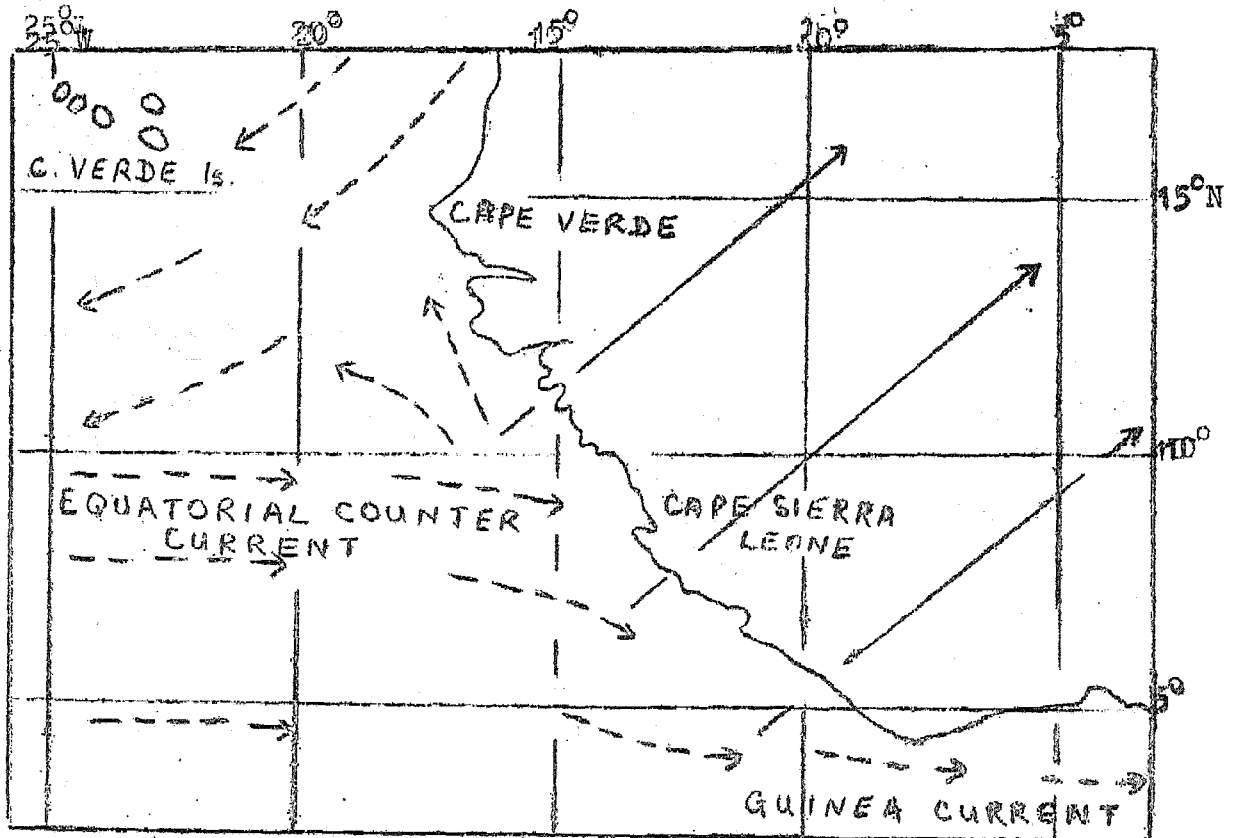 25°W 20° 15° 10° 5°
C. VERDE Is.
15°N
CAPE VERDE
10°
EQUATORIAL COUNTER
CURRENT
CAPE SIERRA
LEONE
5°
GUINEA CURRENT